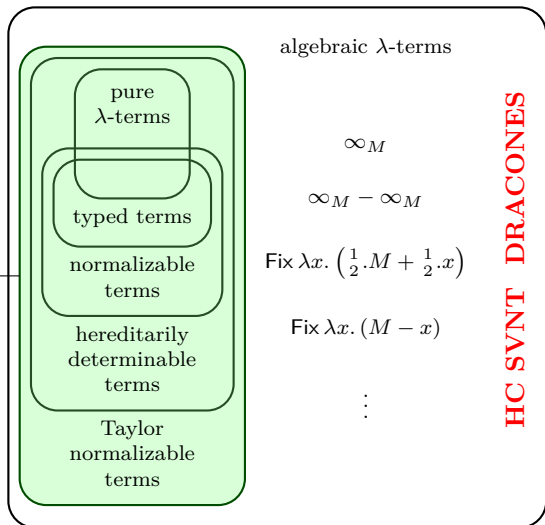 algebraic λ-terms
pure
λ-terms
typed terms
normalizable
terms
hereditarily
determinable
terms
Taylor
normalizable
terms
∞_M
∞_M − ∞_M
Fix λx. (1/2.M + 1/2.x)
Fix λx. (M − x)
⋮
HC SVNT DRACONES